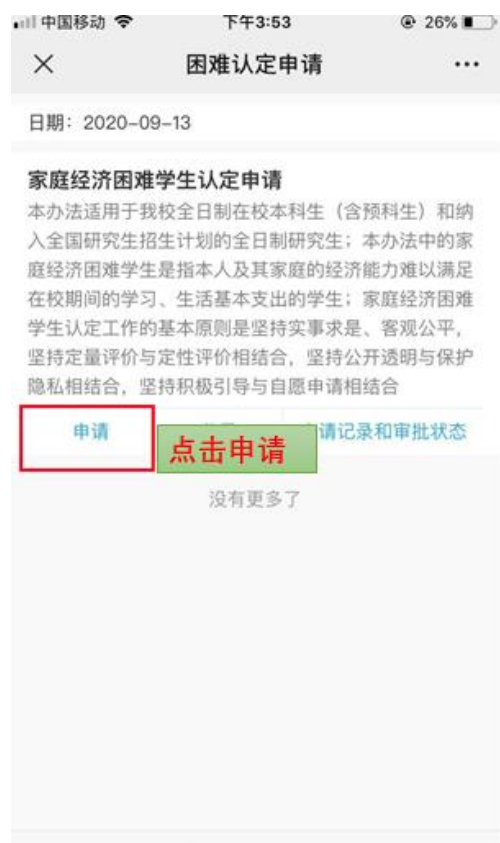 中国移动 下午3:53 26%
困难认定申请
日期：2020-09-13
家庭经济困难学生认定申请
本办法适用于我校全日制在校本科生（含预科生）和纳
入全国研究生招生计划的全日制研究生；本办法中的家
庭经济困难学生是指本人及其家庭的经济能力难以满足
在校期间的学习、生活基本支出的学生；家庭经济困难
学生认定工作的基本原则是坚持实事求是、客观公平，
坚持定量评价与定性评价相结合，坚持公开透明与保护
隐私相结合，坚持积极引导与自愿申请相结合
申请 点击申请 请记录和审批状态
没有更多了